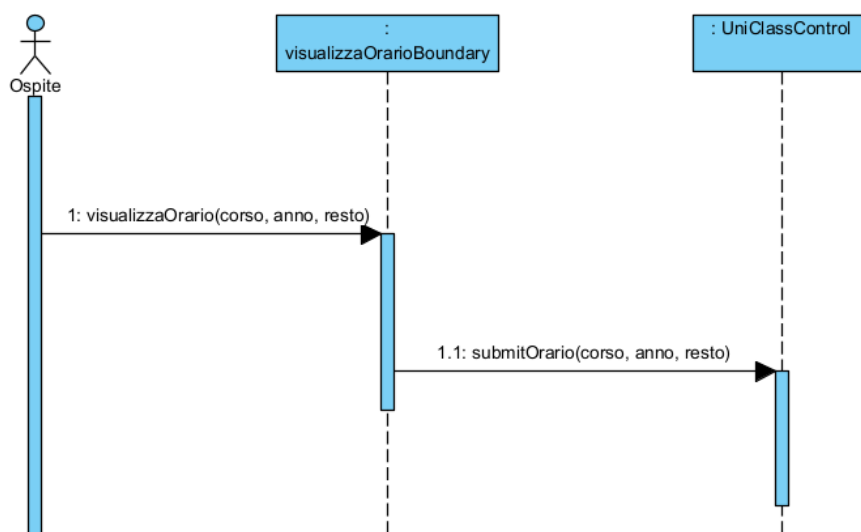 :
visualizzaOrarioBoundary
: UniClassControl
Ospite
1: visualizzaOrario(corso, anno, resto)
1.1: submitOrario(corso, anno, resto)